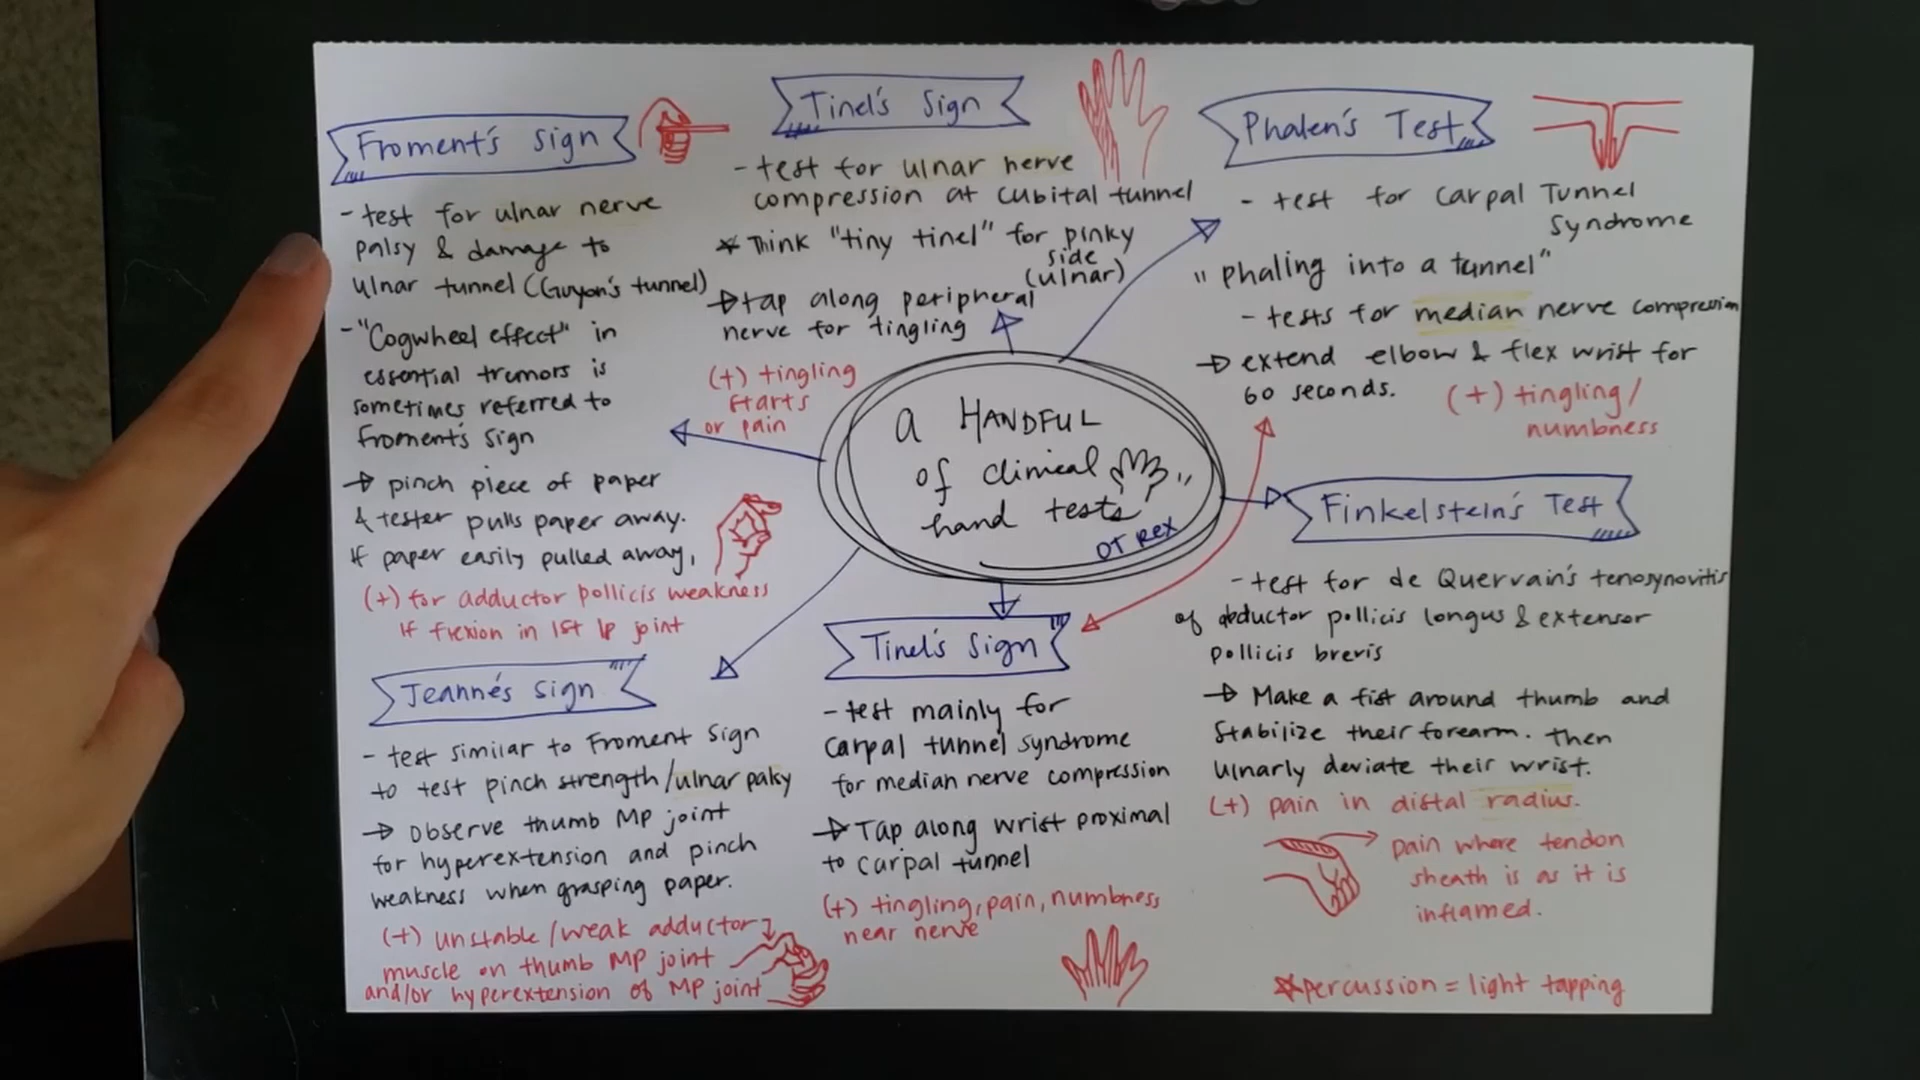 Froment's Sign
- test for ulnar nerve
palsy & damage to
ulnar tunnel (Guyon's tunnel)
- "Cogwheel effect" in
essential tremors is
sometimes referred to
Froment's Sign
→ pinch piece of paper
& tester pulls paper away.
If paper easily pulled away,
(+) for adductor pollicis weakness
If flexion in 1st IP joint
Tinel's Sign
- test for ulnar nerve
compression at cubital tunnel
* Think "tiny tinel" for pinky
side
(ulnar)
→ tap along peripheral
nerve for tingling
(+) tingling
starts
or pain
Phalen's Test
- test for Carpal Tunnel
Syndrome
"phaling into a tunnel"
- tests for median nerve compression
→ extend elbow & flex wrist for
60 seconds.
(+) tingling/
numbness
a HANDFUL
of clinical
hand tests"
OT Rex
Finkelstein's Test
- test for de Quervain's tenosynovitis
of abductor pollicis longus & extensor
pollicis brevis
→ Make a fist around thumb and
stabilize their forearm. Then
ulnarly deviate their wrist.
(+) pain in distal radius.
pain where tendon
sheath is as it is
inflamed.
*percussion = light tapping
Jeanne's Sign
- test similar to Froment Sign
to test pinch strength/ulnar palsy
→ Observe thumb MP joint
for hyperextension and pinch
weakness when grasping paper.
(+) unstable/weak adductor
muscle on thumb MP joint
and/or hyperextension of MP joint
Tinel's Sign
- test mainly for
Carpal tunnel syndrome
for median nerve compression
→ Tap along wrist proximal
to carpal tunnel
(+) tingling, pain, numbness
near nerve